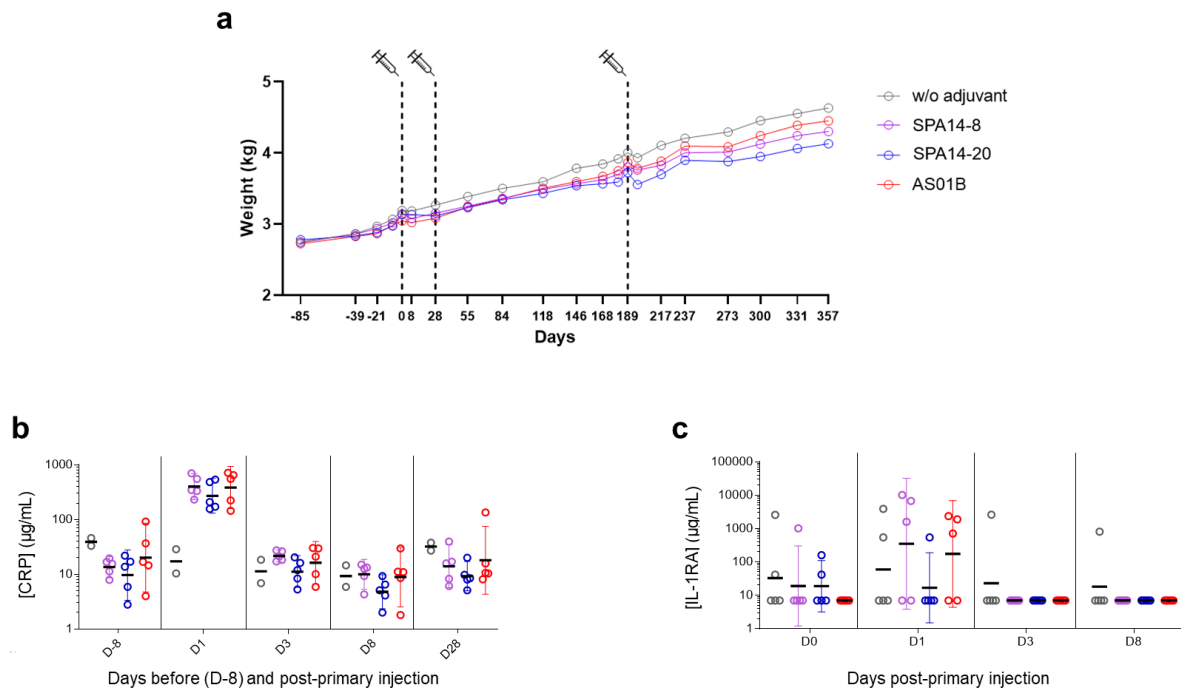 a
5
4
3
2
Weight (kg)
-85 -39 -21 0 8 28 55 84 118 146 168 189 217 237 273 300 331 357
Days
w/o adjuvant
SPA14-8
SPA14-20
AS01B
b
1000
100
10
1
[CRP] (µg/mL)
D-8 D1 D3 D8 D28
Days before (D-8) and post-primary injection
c
100000
10000
1000
100
10
1
[IL-1RA] (µg/mL)
D0 D1 D3 D8
Days post-primary injection